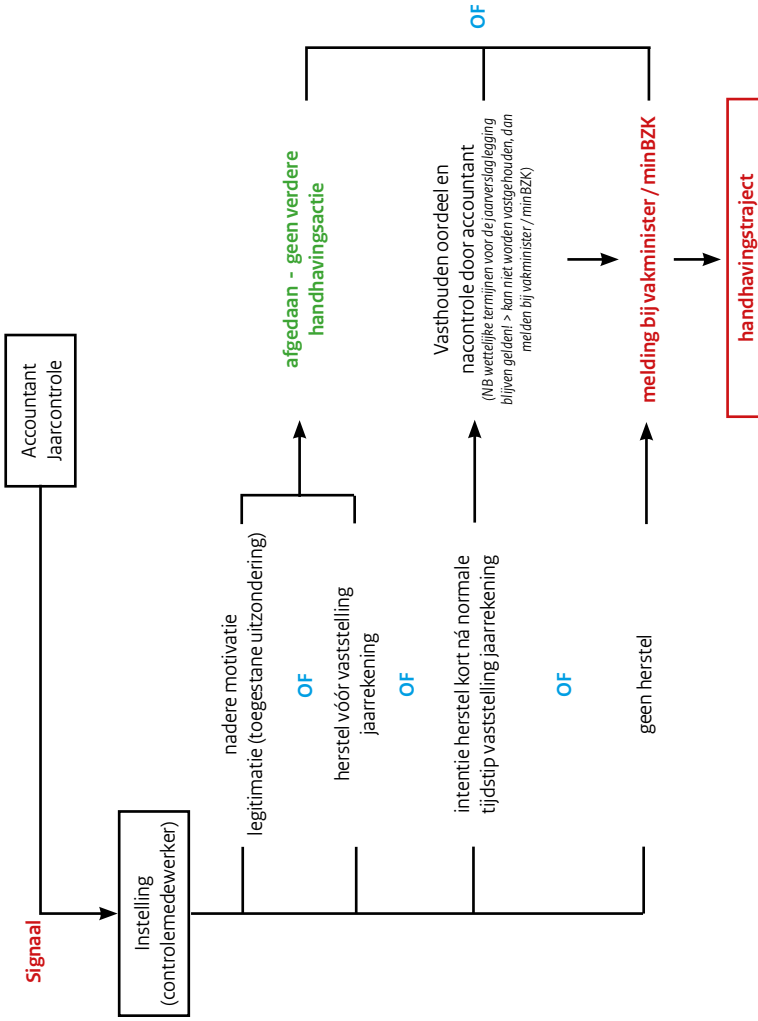 Accountant
Jaarcontrole
Signaal
Instelling
(controlemedewerker)
nadere motivatie
legitimatie (toegestane uitzondering)
OF
herstel vóór vaststelling
jaarrekening
OF
intentie herstel kort ná normale
tijdstip vaststelling jaarrekening
OF
geen herstel
afgedaan - geen verdere
handhavingsactie
Vasthouden oordeel en
nacontrole door accountant
(NB wettelijke termijnen voor de jaarverslaglegging
blijven gelden! > kan niet worden vastgehouden, dan
melden bij vakminister / minBZK)
melding bij vakminister / minBZK
OF
handhavingstraject